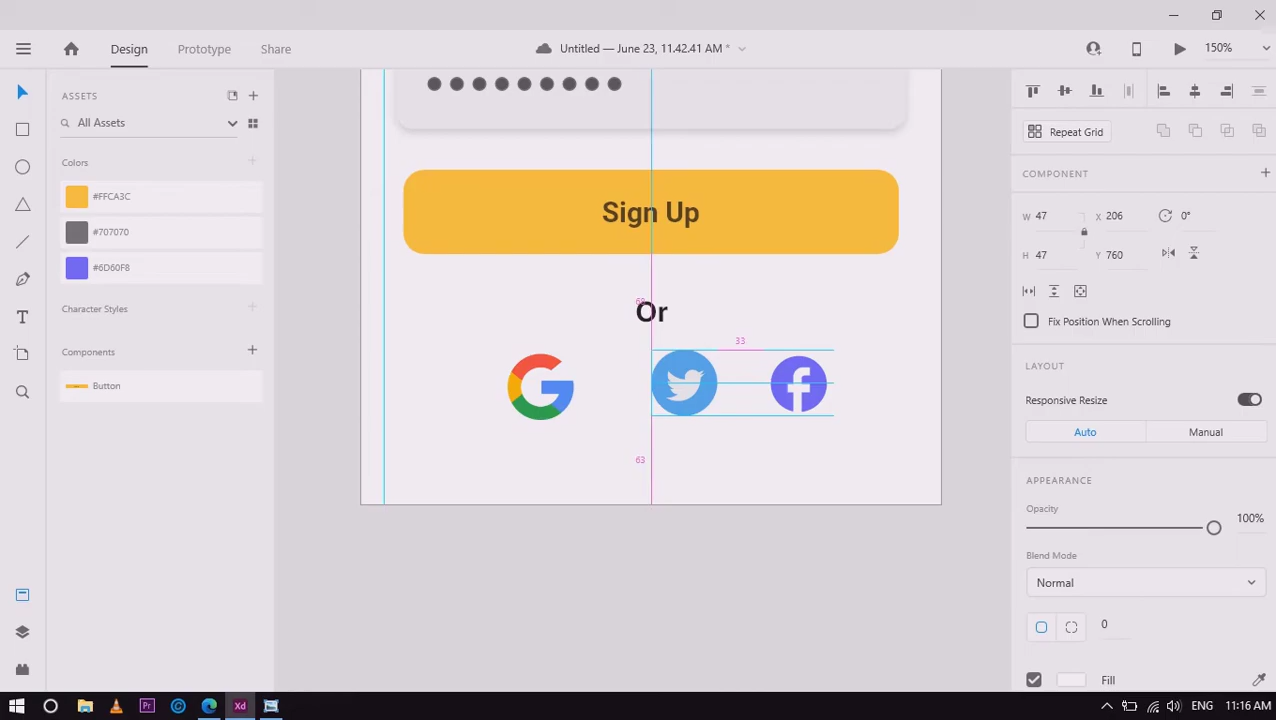 Design
Prototype
Share
Untitled — June 23, 11.42.41 AM *
150%
ASSETS
All Assets
Colors
#FFCA3C
#707070
#6D60F8
Character Styles
Components
Button
Sign Up
Or
33
63
Repeat Grid
COMPONENT
W 47
X 206
0°
H 47
Y 760
Fix Position When Scrolling
LAYOUT
Responsive Resize
Auto
Manual
APPEARANCE
Opacity
100%
Blend Mode
Normal
0
Fill
Pr
Xd
ENG
11:16 AM